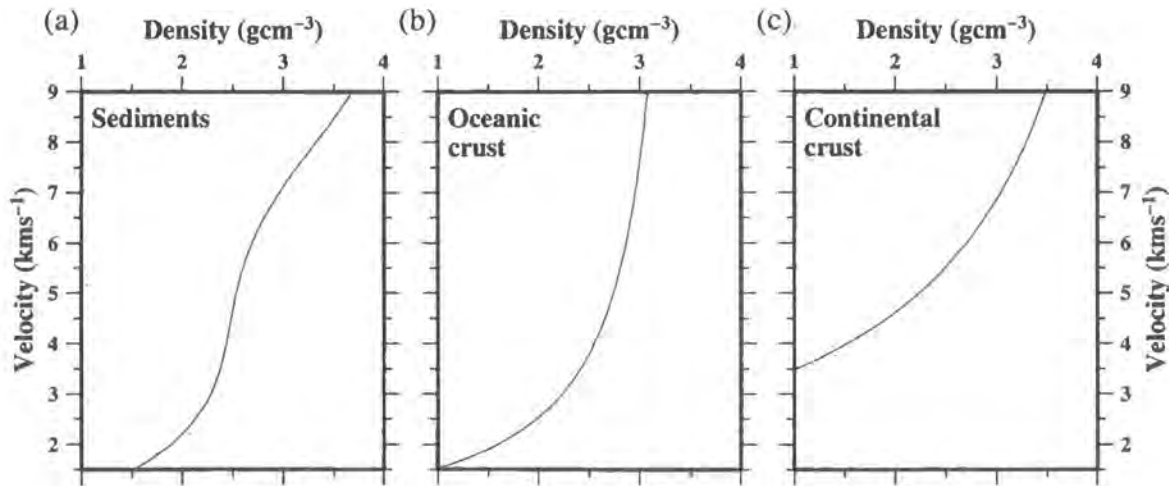 (a) Density (gcm⁻³) (b) Density (gcm⁻³) (c) Density (gcm⁻³)
1 2 3 4 1 2 3 4 1 2 3 4
9 Sediments Oceanic Continental 9
crust crust
8 8
7 7
6 6
5 5
4 4
3 3
2 2
Velocity (kms⁻¹) Velocity (kms⁻¹)